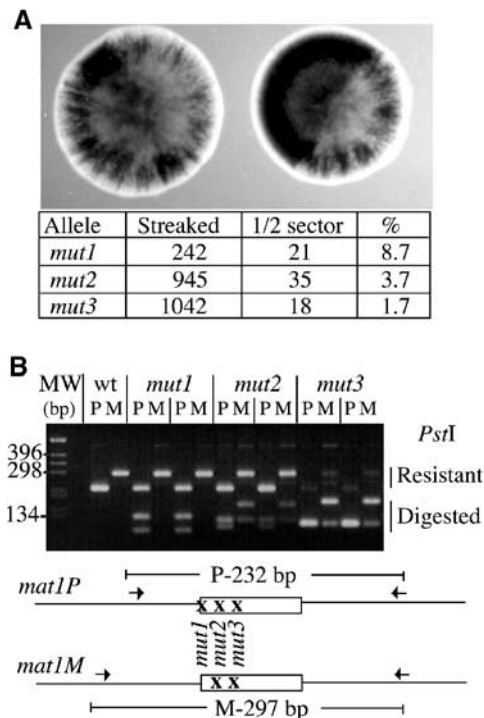 A
Allele Streaked 1/2 sector %
mut1 242 21 8.7
mut2 945 35 3.7
mut3 1042 18 1.7
B
MW wt mut1 mut2 mut3
(bp) P M P M P M P M P M P M P M PstI
396
298 Resistant
134 Digested
P-232 bp
mat1P
x x x
mut1 mut2 mut3
mat1M
x x
M-297 bp